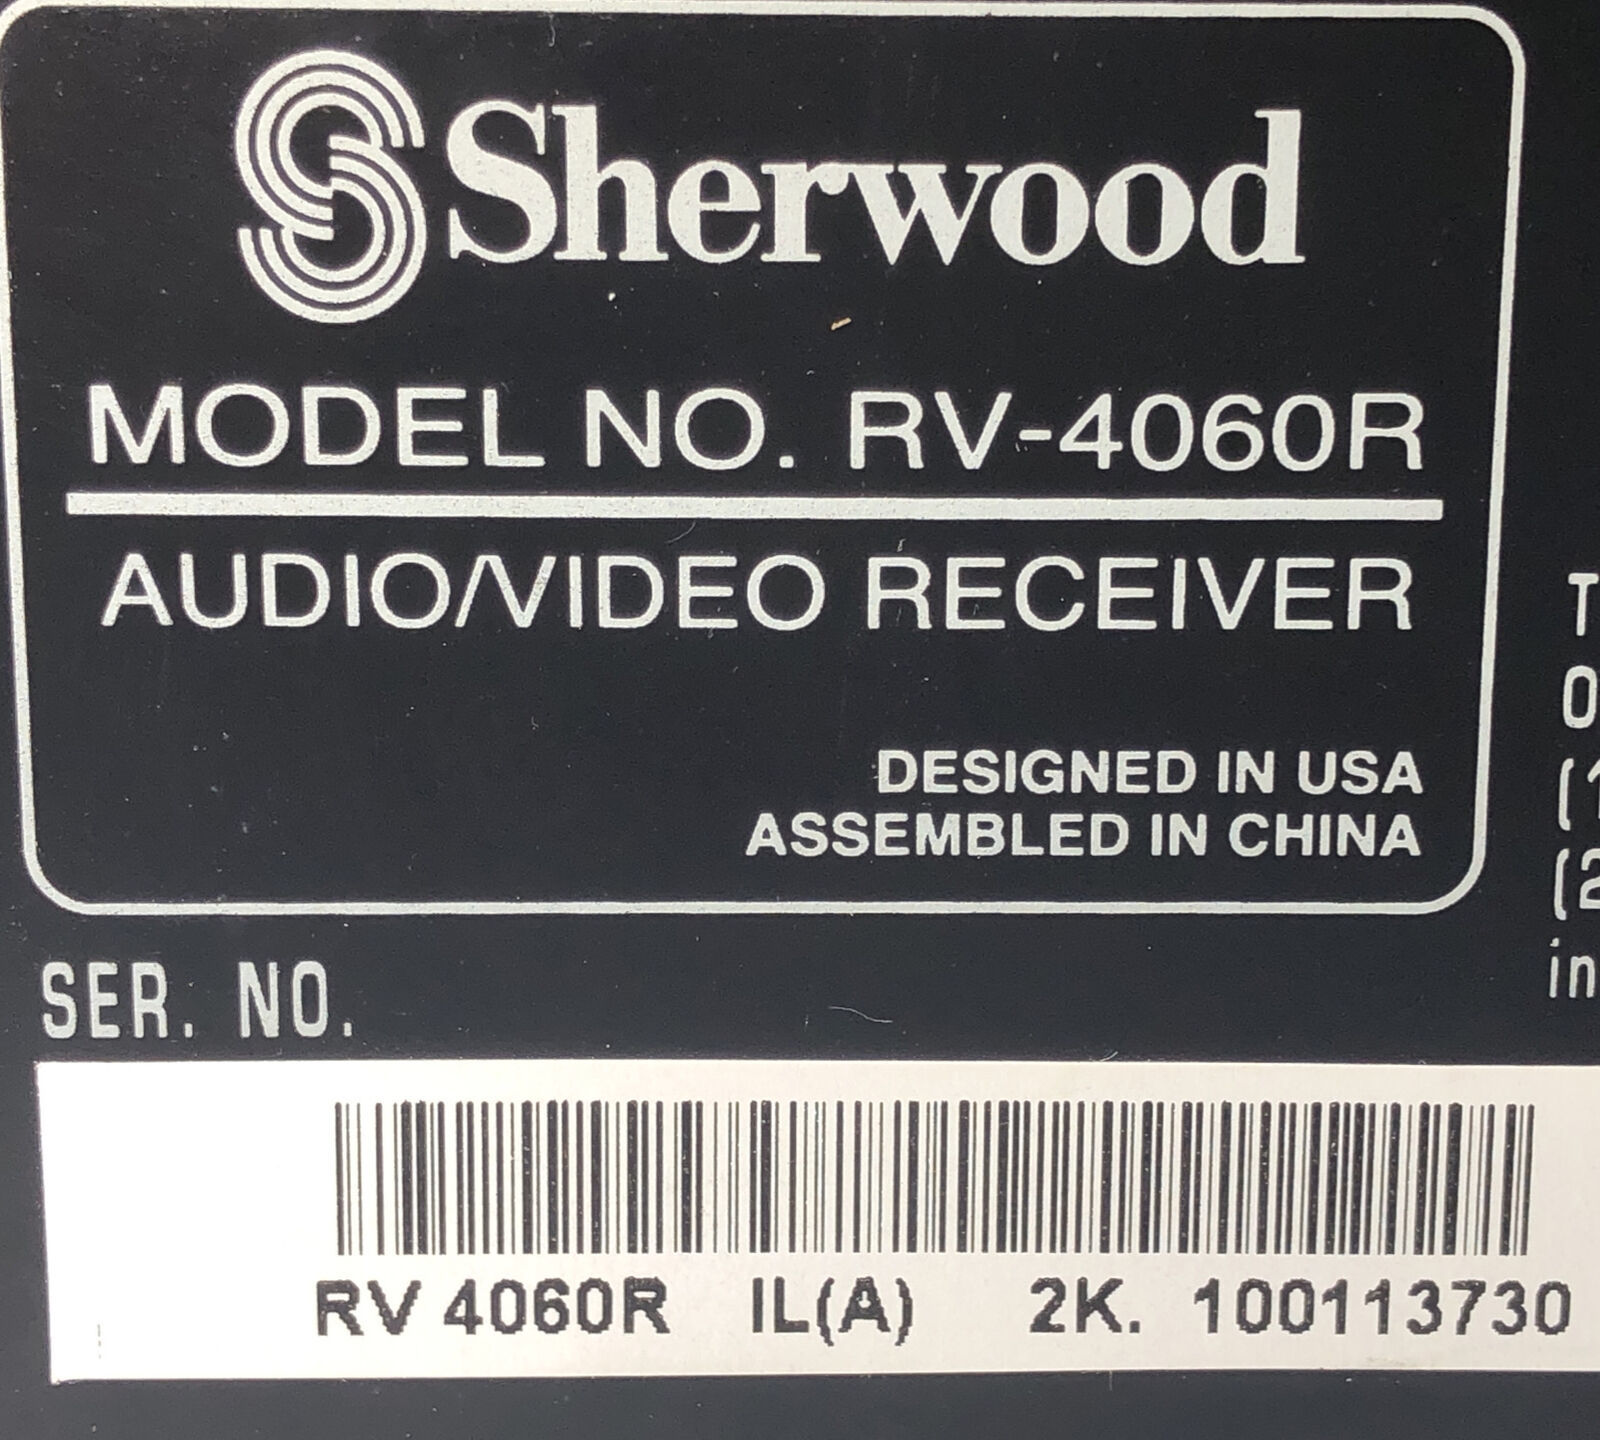 Sherwood
MODEL NO. RV-4060R
AUDIO/VIDEO RECEIVER
DESIGNED IN USA
ASSEMBLED IN CHINA
SER. NO.
RV 4060R IL(A) 2K. 100113730